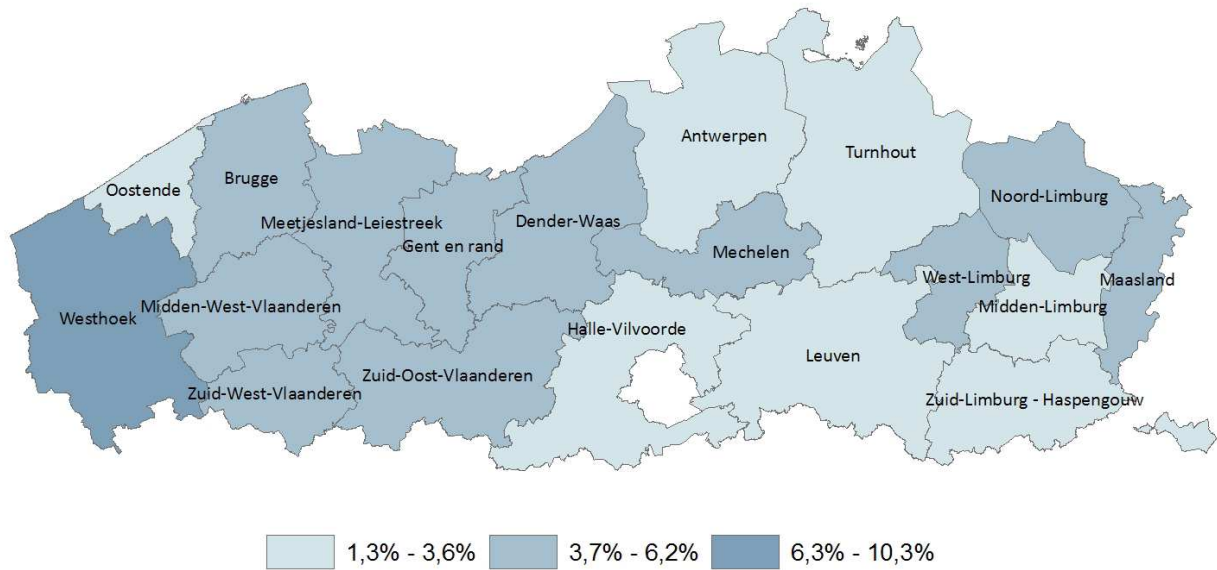 Antwerpen
Turnhout
Oostende
Brugge
Noord-Limburg
Meetjesland-Leiestreek
Dender-Waas
Gent en rand
Mechelen
West-Limburg
Maasland
Midden-West-Vlaanderen
Midden-Limburg
Westhoek
Halle-Vilvoorde
Leuven
Zuid-Oost-Vlaanderen
Zuid-West-Vlaanderen
Zuid-Limburg - Haspengouw
1,3% - 3,6% 3,7% - 6,2% 6,3% - 10,3%